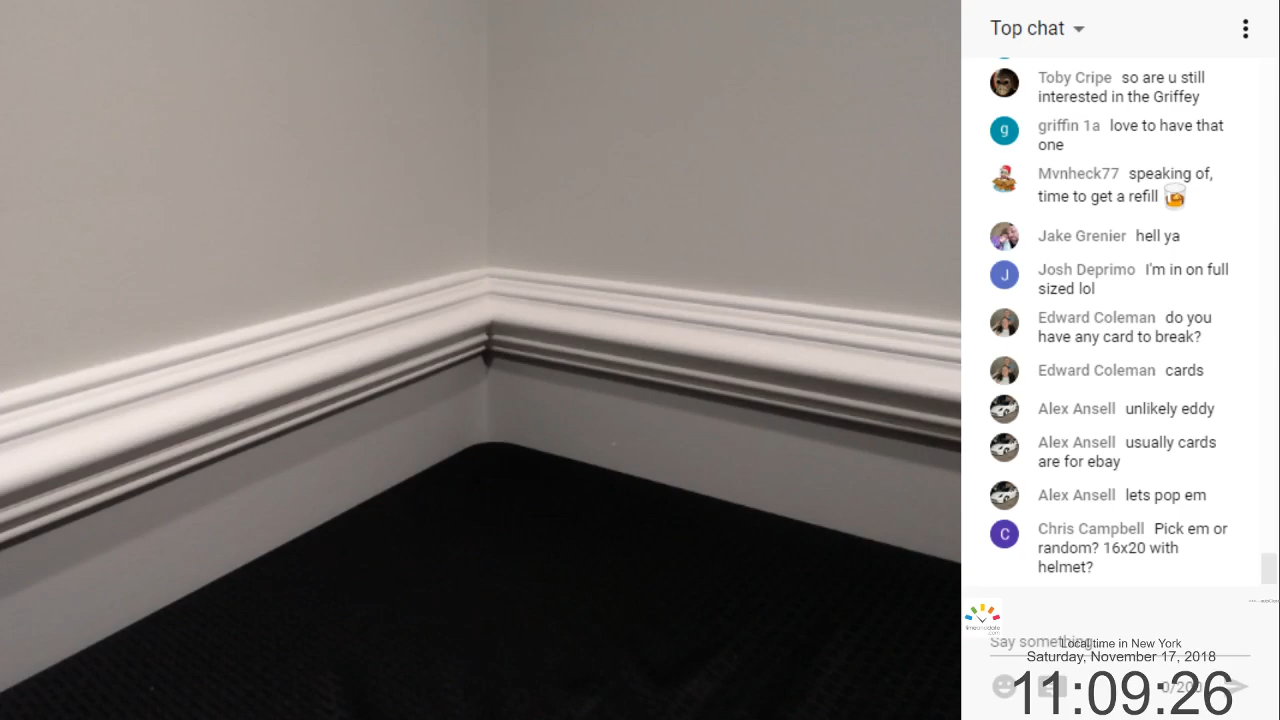 Top chat
Toby Cripe so are u still
interested in the Griffey
griffin 1a love to have that
one
Mvnheck77 speaking of,
time to get a refill
Jake Grenier hell ya
Josh Deprimo I'm in on full
sized lol
Edward Coleman do you
have any card to break?
Edward Coleman cards
Alex Ansell unlikely eddy
Alex Ansell usually cards
are for ebay
Alex Ansell lets pop em
Chris Campbell Pick em or
random? 16x20 with
helmet?
Say something...
Local time in New York
Saturday, November 17, 2018
0/200
11:09:26